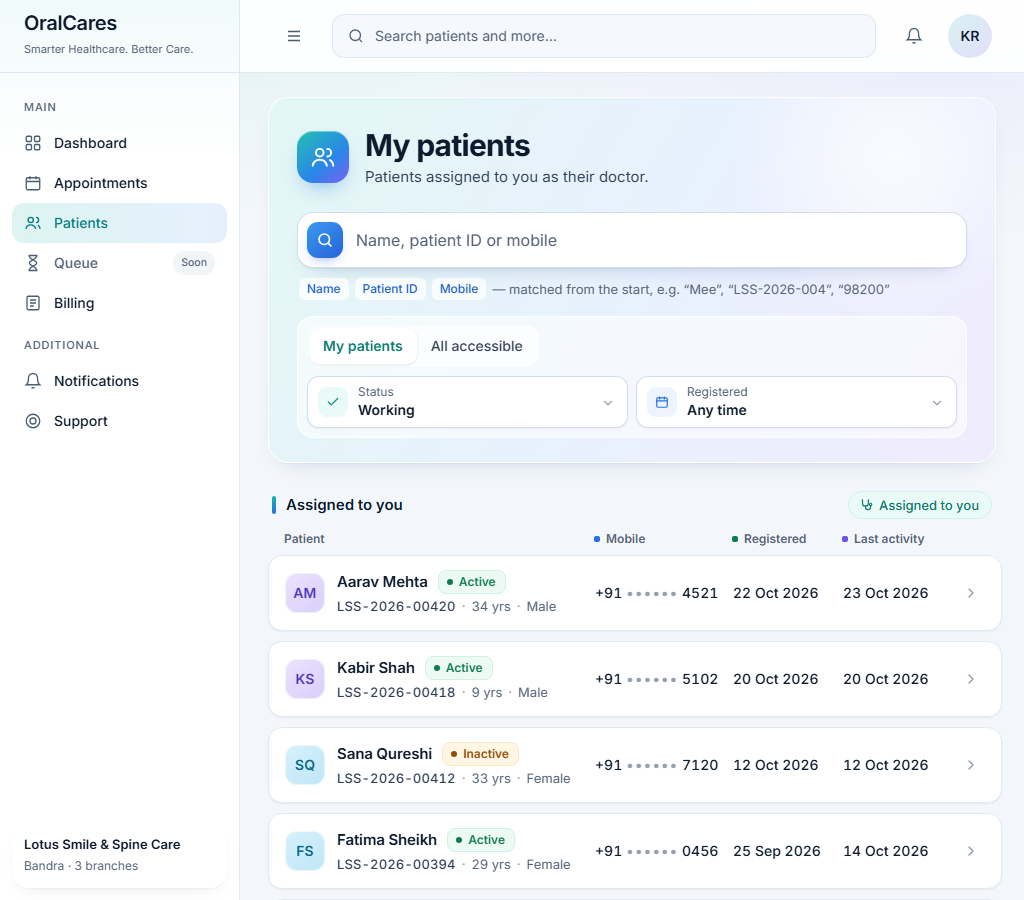 OralCares
Smarter Healthcare. Better Care.
Search patients and more...
KR
MAIN
Dashboard
Appointments
Patients
Queue Soon
Billing
ADDITIONAL
Notifications
Support
Lotus Smile & Spine Care
Bandra · 3 branches
My patients
Patients assigned to you as their doctor.
Name, patient ID or mobile
Name Patient ID Mobile — matched from the start, e.g. “Mee”, “LSS-2026-004”, “98200”
My patients All accessible
Status
Working
Registered
Any time
Assigned to you Assigned to you
Patient Mobile Registered Last activity
AM Aarav Mehta Active
LSS-2026-00420 · 34 yrs · Male
+91 •••••• 4521 22 Oct 2026 23 Oct 2026
KS Kabir Shah Active
LSS-2026-00418 · 9 yrs · Male
+91 •••••• 5102 20 Oct 2026 20 Oct 2026
SQ Sana Qureshi Inactive
LSS-2026-00412 · 33 yrs · Female
+91 •••••• 7120 12 Oct 2026 12 Oct 2026
FS Fatima Sheikh Active
LSS-2026-00394 · 29 yrs · Female
+91 •••••• 0456 25 Sep 2026 14 Oct 2026